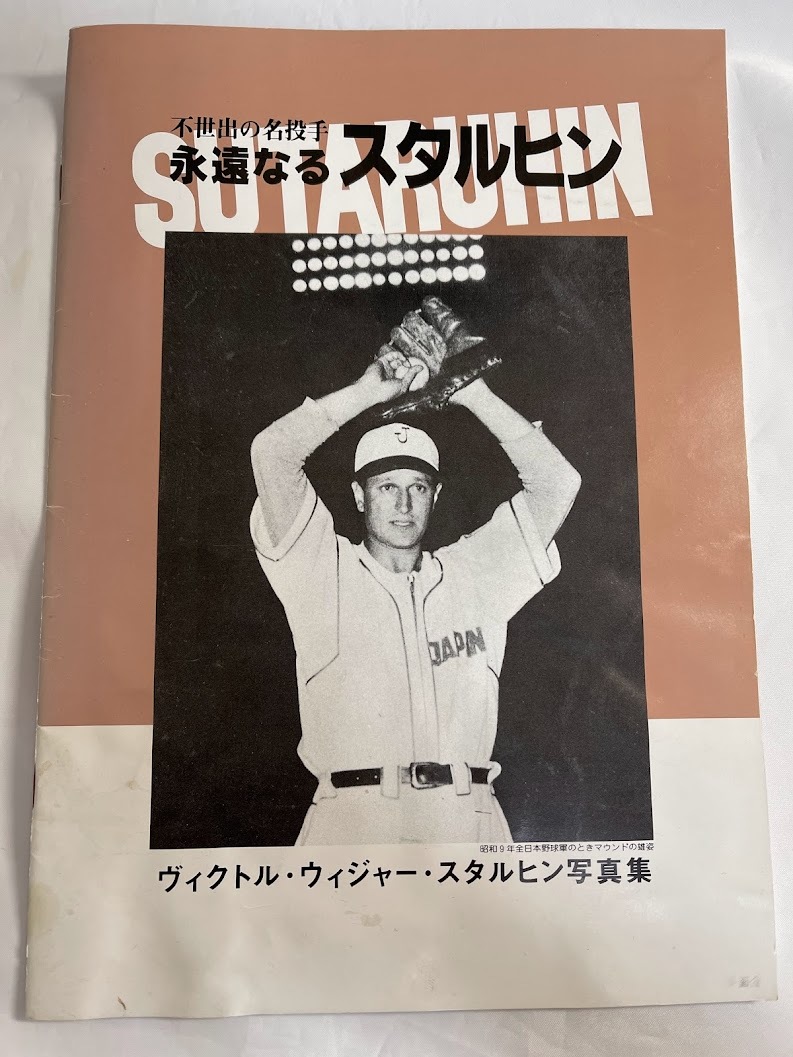 不世出の名投手
永遠なるスタルヒン
SUTARUHIN
J
JAPAN
昭和9年全日本野球軍のときマウンドの雄姿
ヴィクトル・ウィジャー・スタルヒン写真集